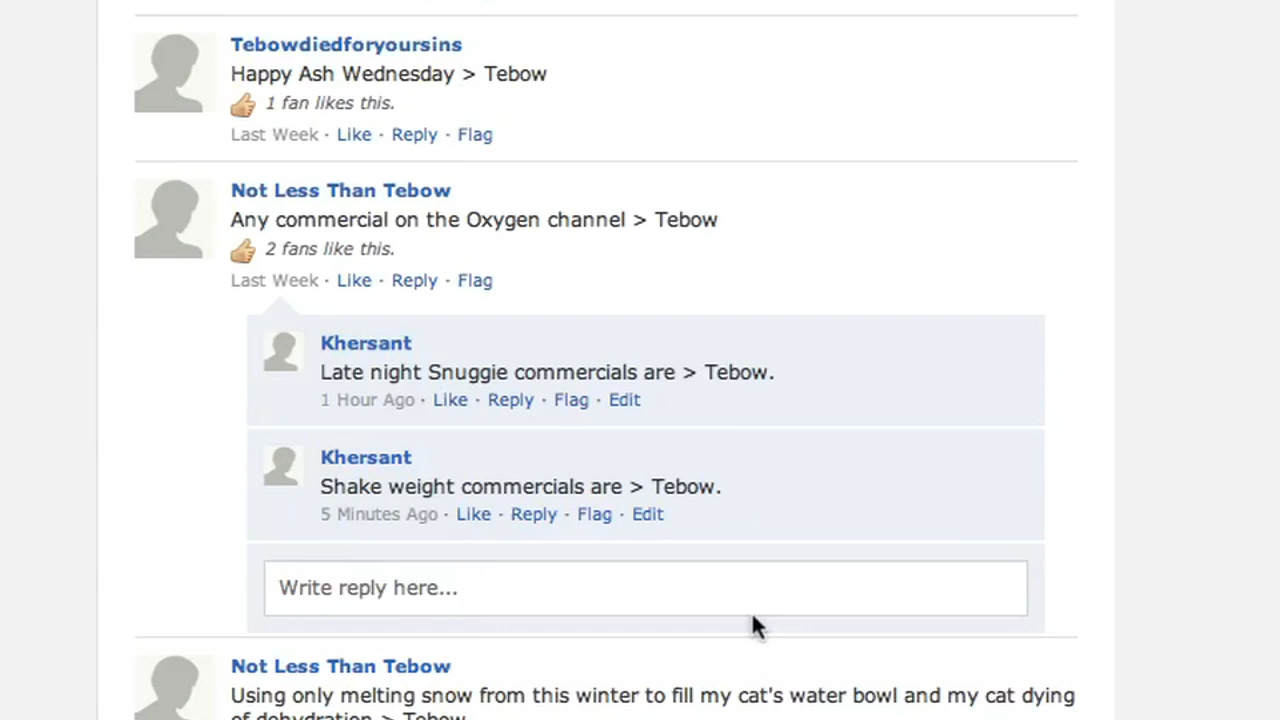 Tebowdiedforyoursins
Happy Ash Wednesday > Tebow
1 fan likes this.
Last Week · Like · Reply · Flag
Not Less Than Tebow
Any commercial on the Oxygen channel > Tebow
2 fans like this.
Last Week · Like · Reply · Flag
Khersant
Late night Snuggie commercials are > Tebow.
1 Hour Ago · Like · Reply · Flag · Edit
Khersant
Shake weight commercials are > Tebow.
5 Minutes Ago · Like · Reply · Flag · Edit
Write reply here...
Not Less Than Tebow
Using only melting snow from this winter to fill my cat's water bowl and my cat dying
of dehydration > Tebow